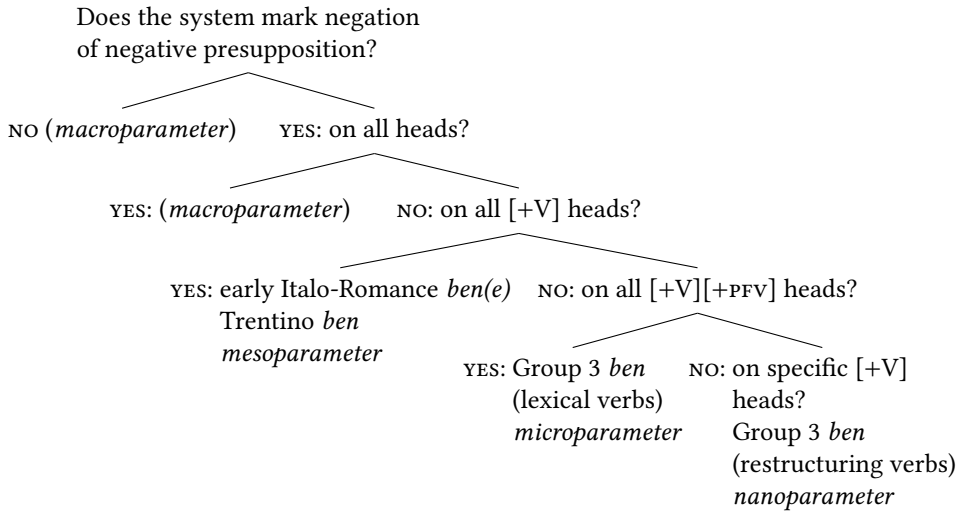 Does the system mark negation
of negative presupposition?
NO (macroparameter) YES: on all heads?
YES: (macroparameter) NO: on all [+V] heads?
YES: early Italo-Romance ben(e) NO: on all [+V][+PFV] heads?
Trentino ben
mesoparameter
YES: Group 3 ben NO: on specific [+V]
(lexical verbs) heads?
microparameter Group 3 ben
(restructuring verbs)
nanoparameter